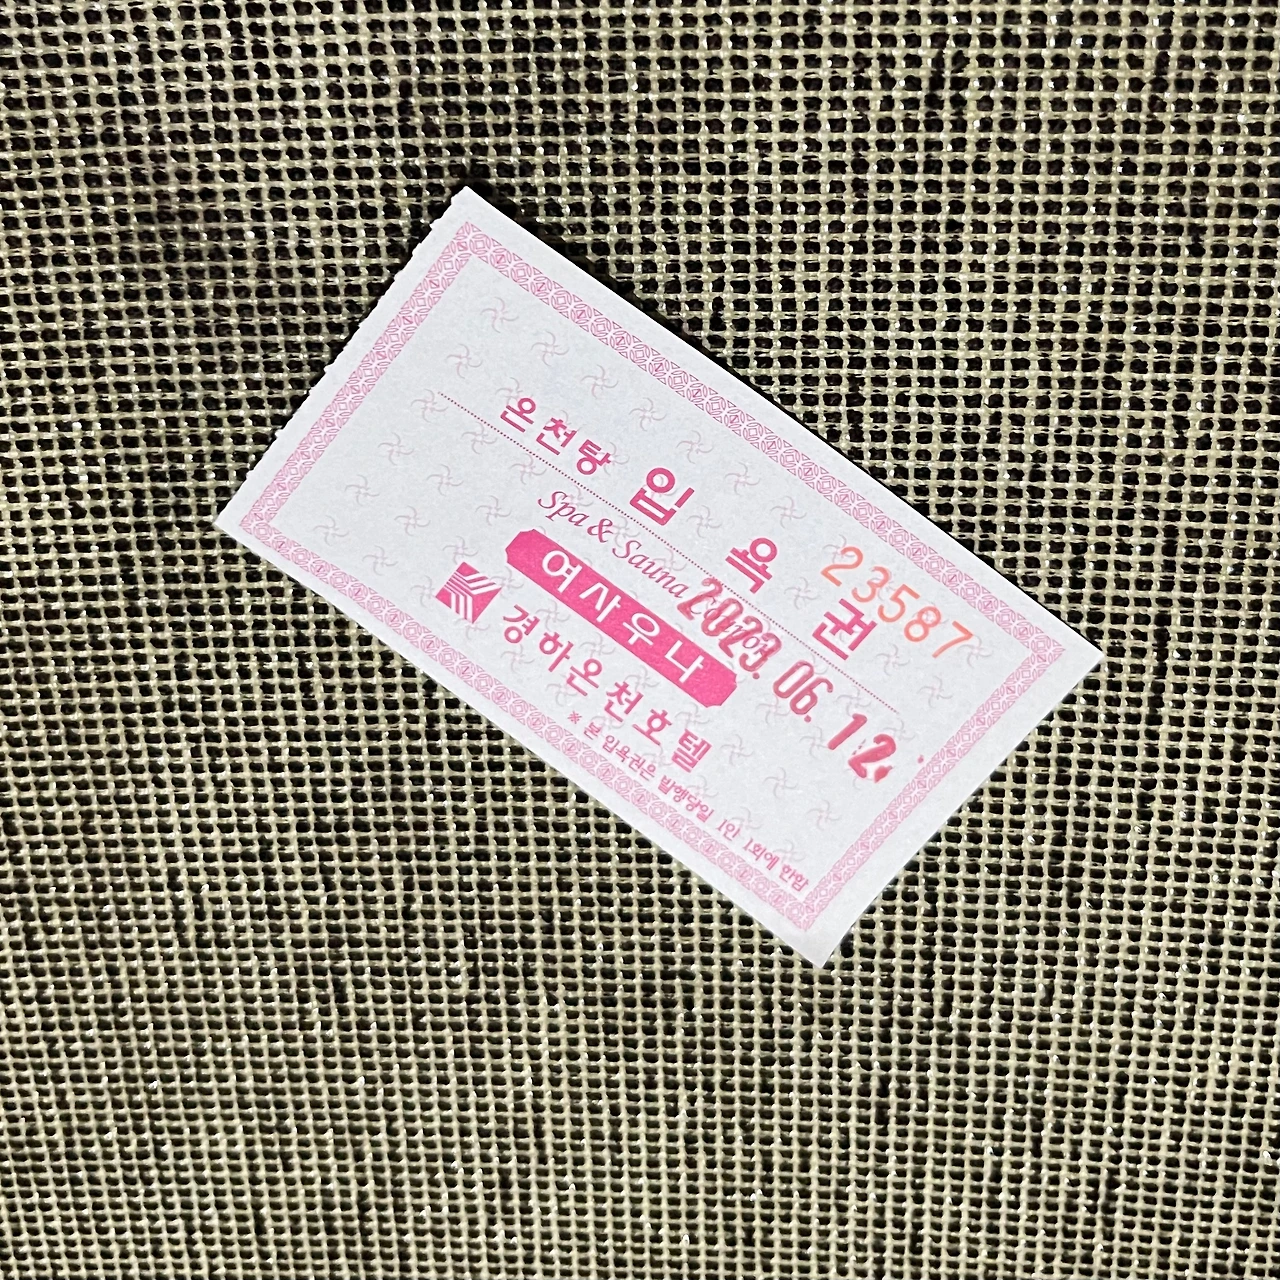 온천탕 입욕권
23587
Spa & Sauna
2023.06.12.
여사우나
경하온천호텔
※ 본 입욕권은 발행당일 1인 1회에 한함